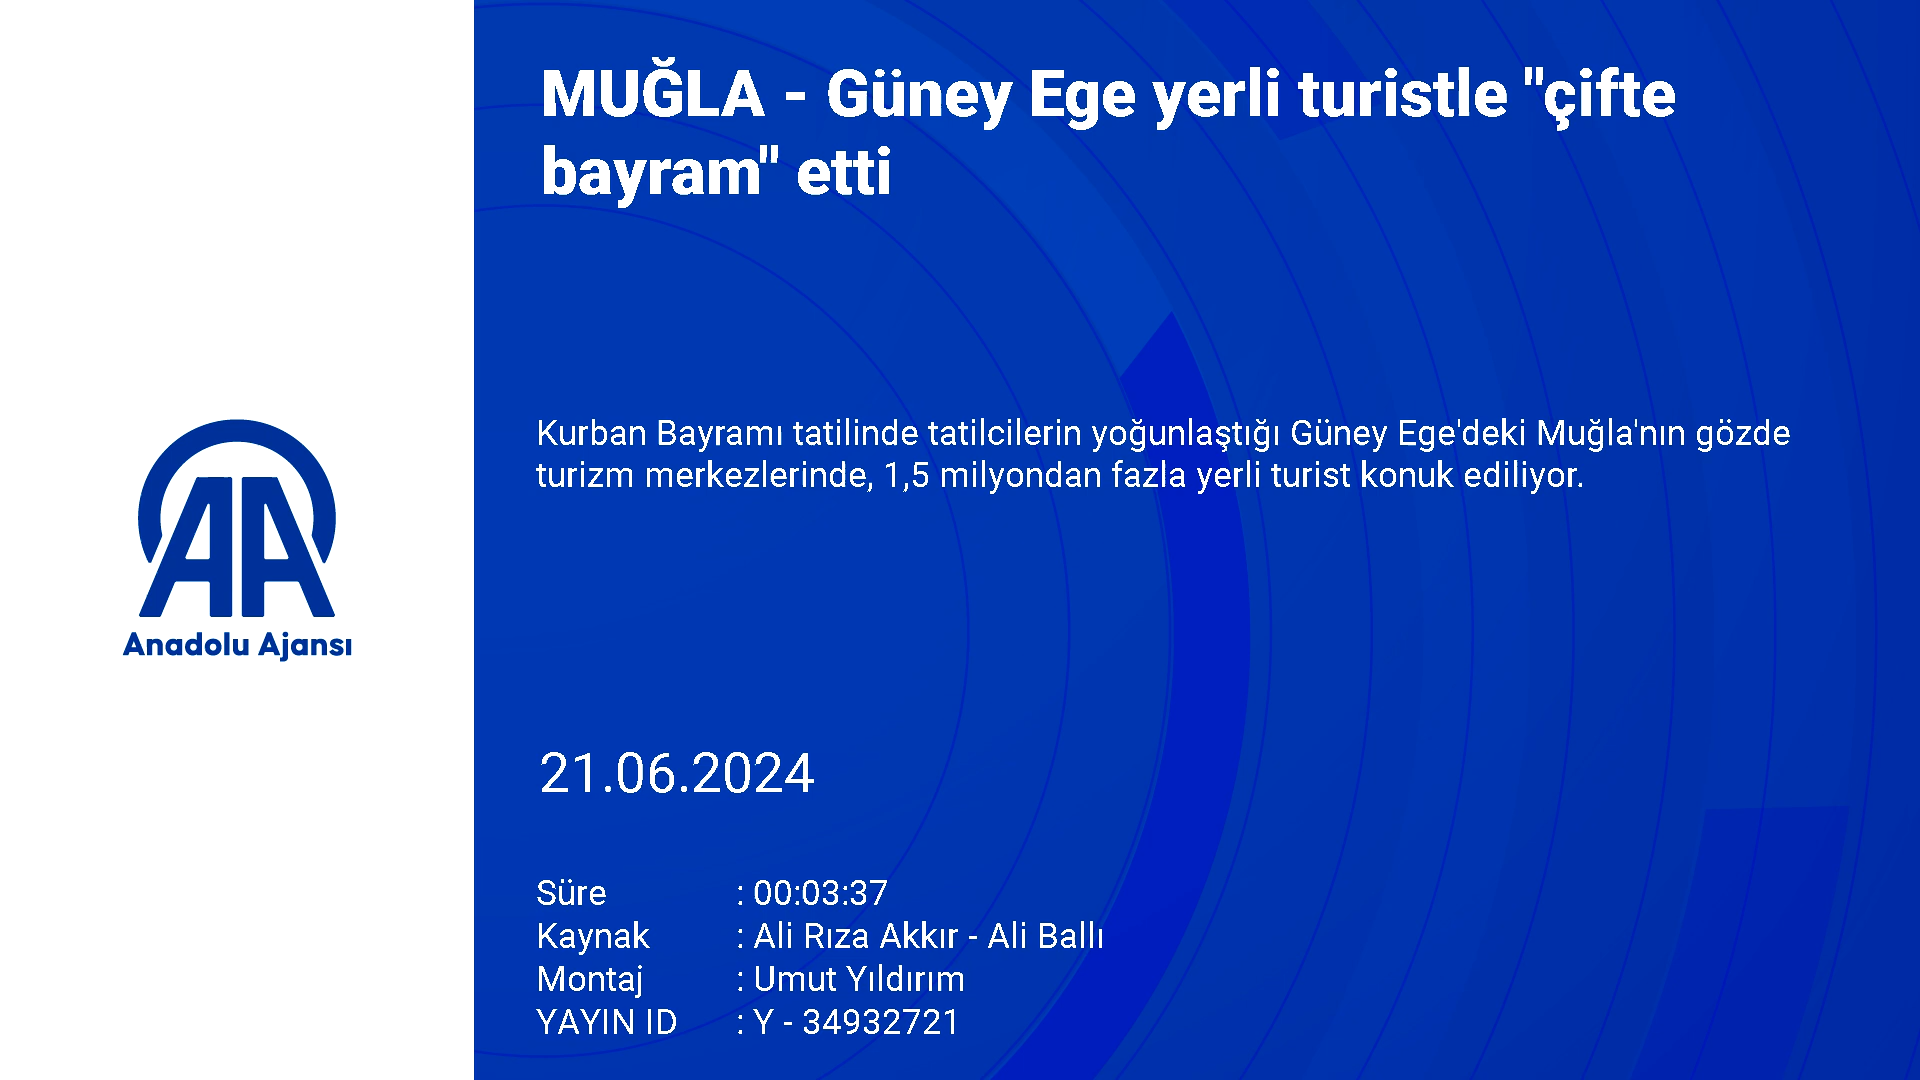 MUĞLA - Güney Ege yerli turistle "çifte
bayram" etti
Kurban Bayramı tatilinde tatilcilerin yoğunlaştığı Güney Ege'deki Muğla'nın gözde
turizm merkezlerinde, 1,5 milyondan fazla yerli turist konuk ediliyor.
AA
Anadolu Ajansı
21.06.2024
Süre : 00:03:37
Kaynak : Ali Rıza Akkır - Ali Ballı
Montaj : Umut Yıldırım
YAYIN ID : Y - 34932721